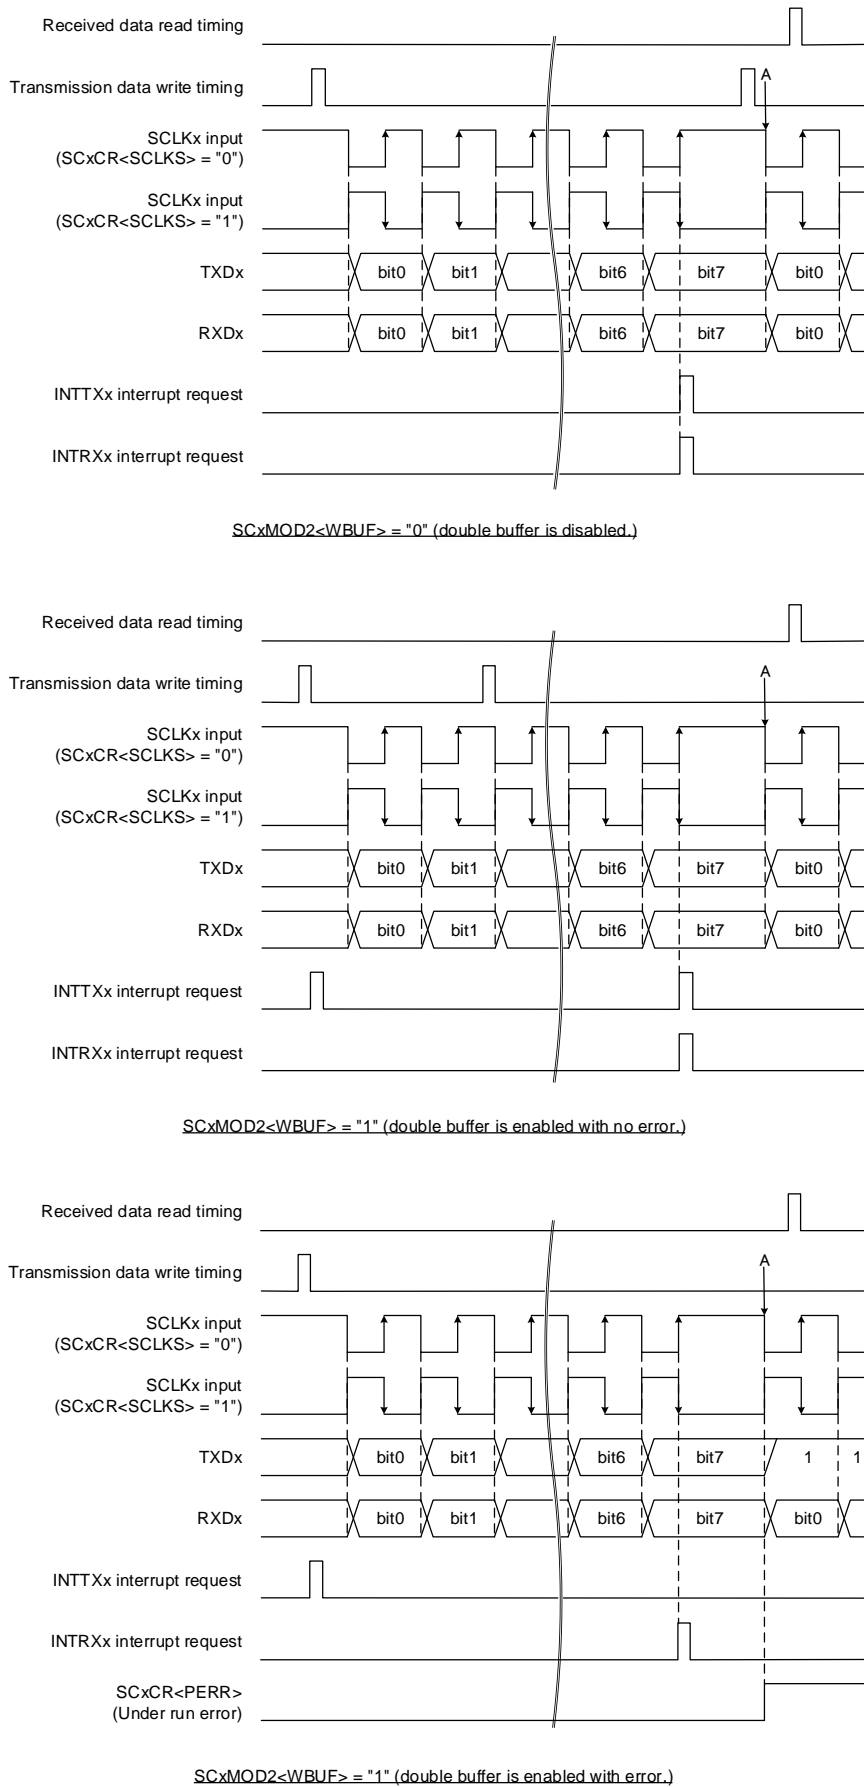 Received data read timing
Transmission data write timing
A
SCLKx input
(SCxCR<SCLKS> = "0")
SCLKx input
(SCxCR<SCLKS> = "1")
TXDx bit0 bit1 bit6 bit7 bit0
RXDx bit0 bit1 bit6 bit7 bit0
INTTXx interrupt request
INTRXx interrupt request
SCxMOD2<WBUF> = "0" (double buffer is disabled.)
Received data read timing
Transmission data write timing
A
SCLKx input
(SCxCR<SCLKS> = "0")
SCLKx input
(SCxCR<SCLKS> = "1")
TXDx bit0 bit1 bit6 bit7 bit0
RXDx bit0 bit1 bit6 bit7 bit0
INTTXx interrupt request
INTRXx interrupt request
SCxMOD2<WBUF> = "1" (double buffer is enabled with no error.)
Received data read timing
Transmission data write timing
A
SCLKx input
(SCxCR<SCLKS> = "0")
SCLKx input
(SCxCR<SCLKS> = "1")
TXDx bit0 bit1 bit6 bit7 1 1
RXDx bit0 bit1 bit6 bit7 bit0
INTTXx interrupt request
INTRXx interrupt request
SCxCR<PERR>
(Under run error)
SCxMOD2<WBUF> = "1" (double buffer is enabled with error.)